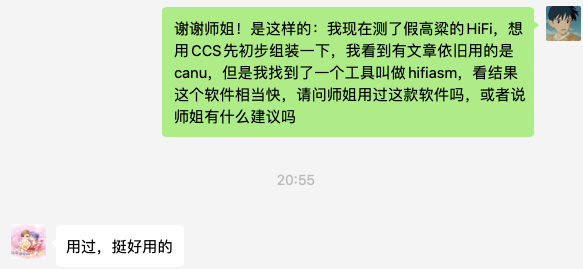 谢谢师姐！是这样的：我现在测了假高粱的HiFi，想
用CCS先初步组装一下，我看到有文章依旧用的是
canu，但是我找到了一个工具叫做hifiasm，看结果
这个软件相当快，请问师姐用过这款软件吗，或者说
师姐有什么建议吗
20:55
用过，挺好用的